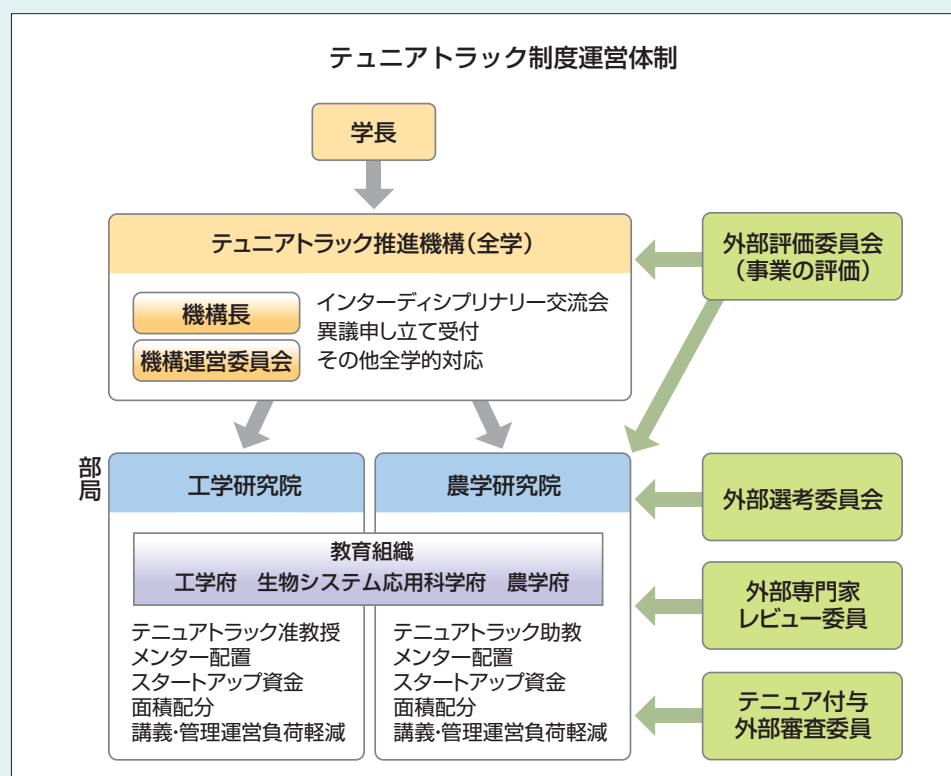 テュニアトラック制度運営体制
学長
テュニアトラック推進機構(全学)
機構長
機構運営委員会
インターディシプリナリー交流会
異議申し立て受付
その他全学的対応
外部評価委員会
(事業の評価)
部局
工学研究院
農学研究院
教育組織
工学府 生物システム応用科学府 農学府
テニュアトラック准教授
メンター配置
スタートアップ資金
面積配分
講義・管理運営負荷軽減
テニュアトラック助教
メンター配置
スタートアップ資金
面積配分
講義・管理運営負荷軽減
外部選考委員会
外部専門家
レビュー委員
テニュア付与
外部審査委員